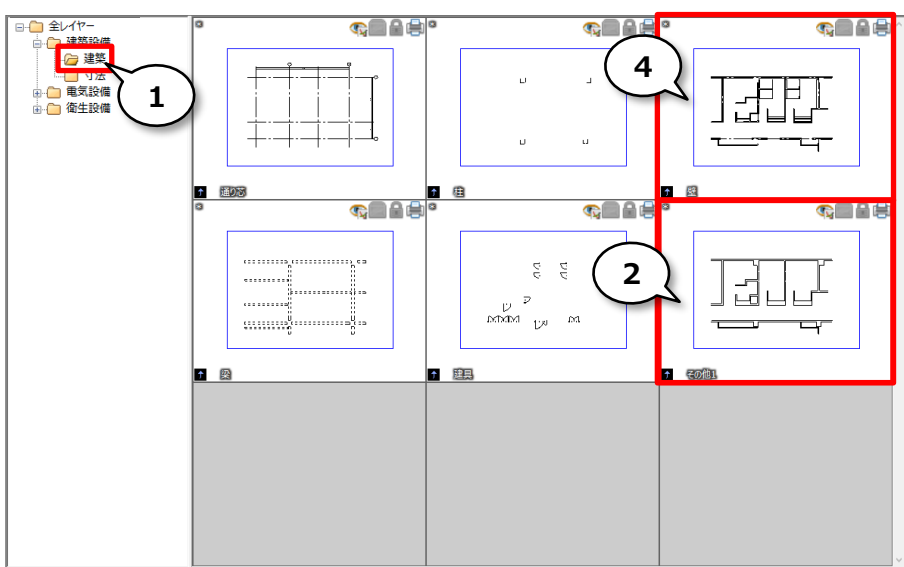 全レイヤー
建築設備
建築
寸法
電気設備
衛生設備
1
4
2
通り芯
柱
壁
梁
建具
その他1